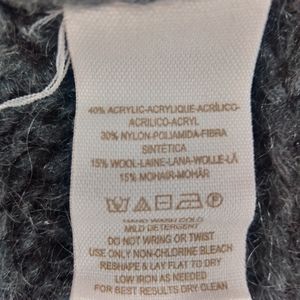 40% ACRYLIC-ACRYLIQUE-ACRÍLICO-
ACRILICO-ACRYL
30% NYLON-POLIAMIDA-FIBRA
SINTÉTICA
15% WOOL-LAINE-LANA-WOLLE-LÃ
15% MOHAIR-MOHÄR
HAND WASH COLD
MILD DETERGENT
DO NOT WRING OR TWIST
USE ONLY NON-CHLORINE BLEACH
RESHAPE & LAY FLAT TO DRY
LOW IRON AS NEEDED
FOR BEST RESULTS DRY CLEAN